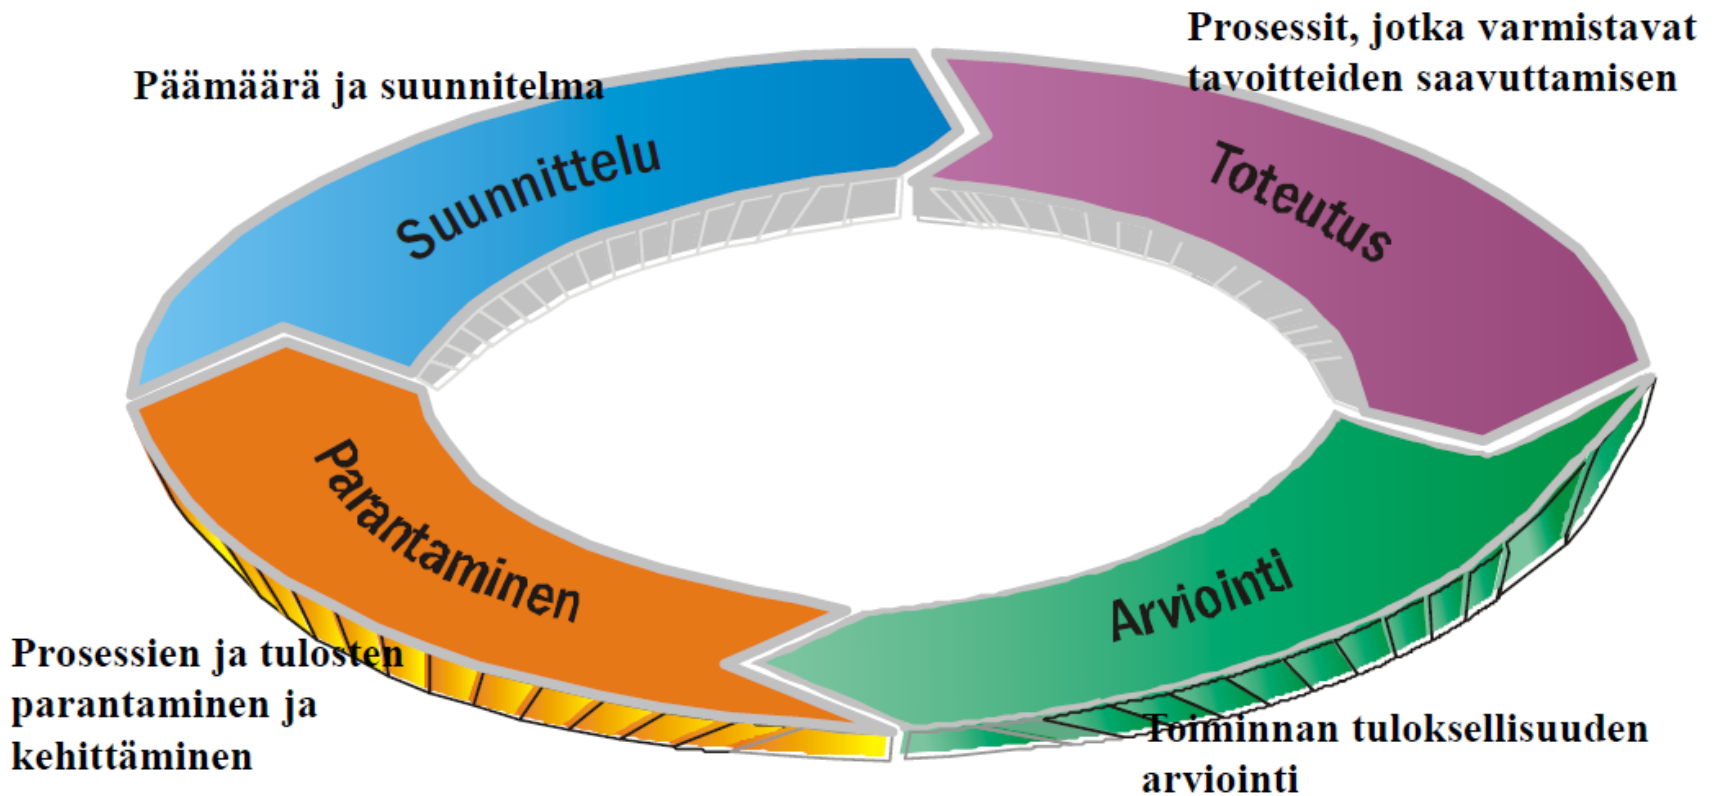 Päämäärä ja suunnitelma
Prosessit, jotka varmistavat
tavoitteiden saavuttamisen
Suunnittelu
Toteutus
Parantaminen
Arviointi
Prosessien ja tulosten
parantaminen ja
kehittäminen
Toiminnan tuloksellisuuden
arviointi